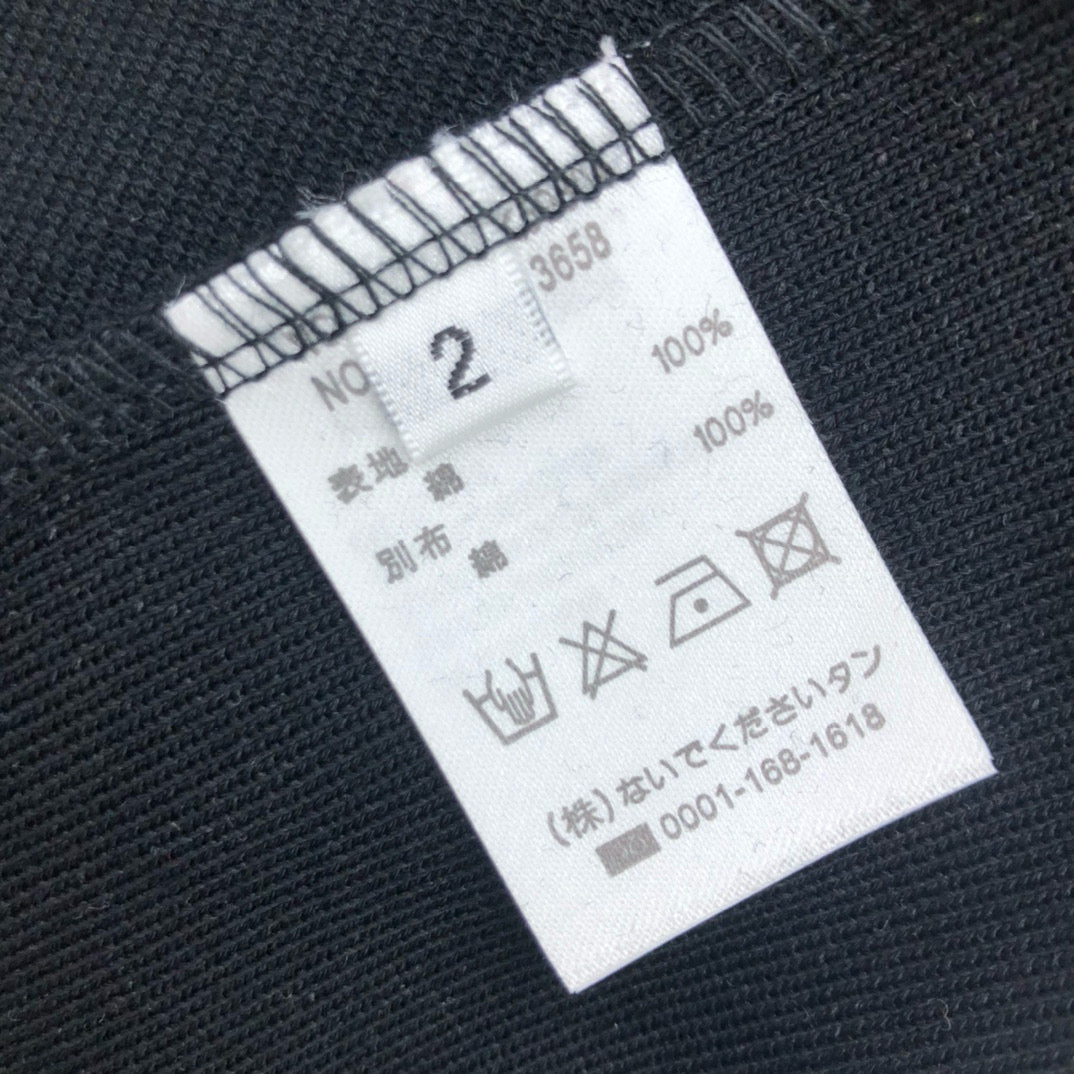 NO 3658
2
表地
綿 100%
別布
綿 100%
(株)ないでくださいタン
0001-168-1618